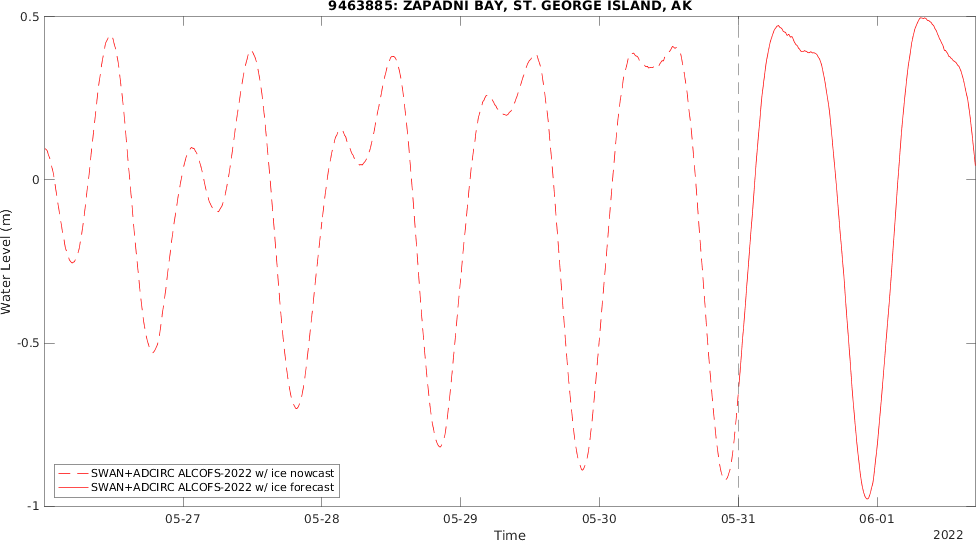 9463885: ZAPADNI BAY, ST. GEORGE ISLAND, AK
0.5
0
-0.5
-1
Water Level (m)
SWAN+ADCIRC ALCOFS-2022 w/ ice nowcast
SWAN+ADCIRC ALCOFS-2022 w/ ice forecast
05-27 05-28 05-29 05-30 05-31 06-01
Time
2022